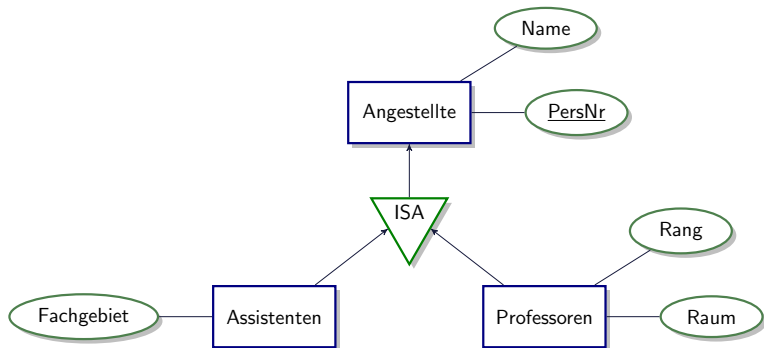 Name
Angestellte
PersNr
ISA
Rang
Fachgebiet
Assistenten
Professoren
Raum